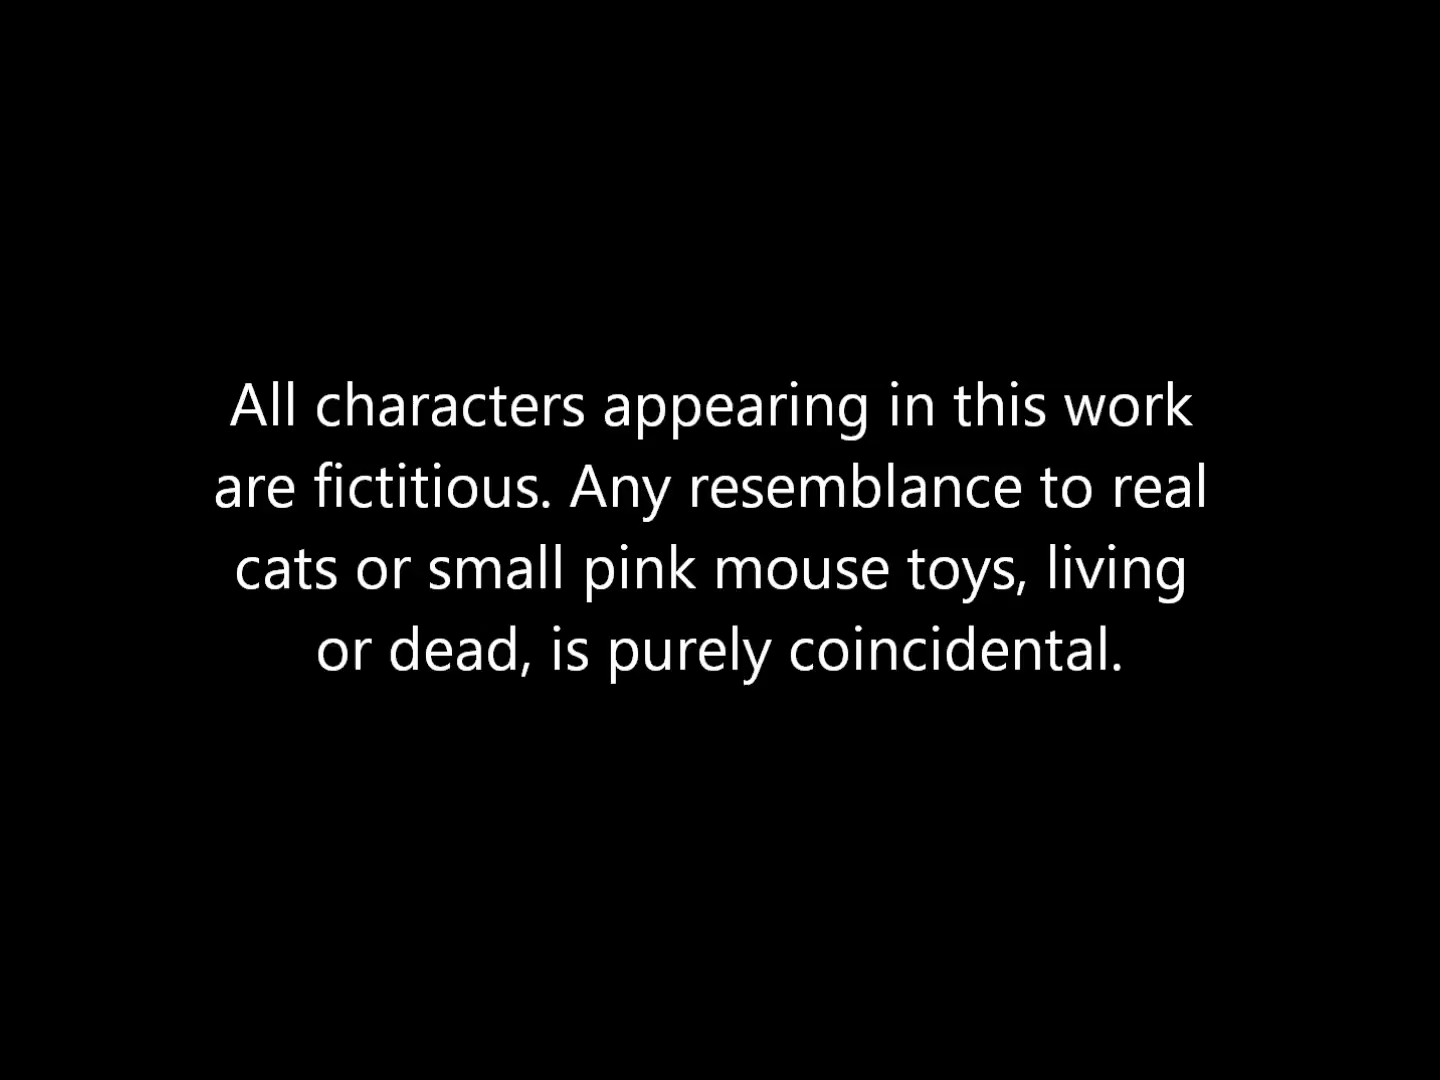 All characters appearing in this work
are fictitious. Any resemblance to real
cats or small pink mouse toys, living
or dead, is purely coincidental.